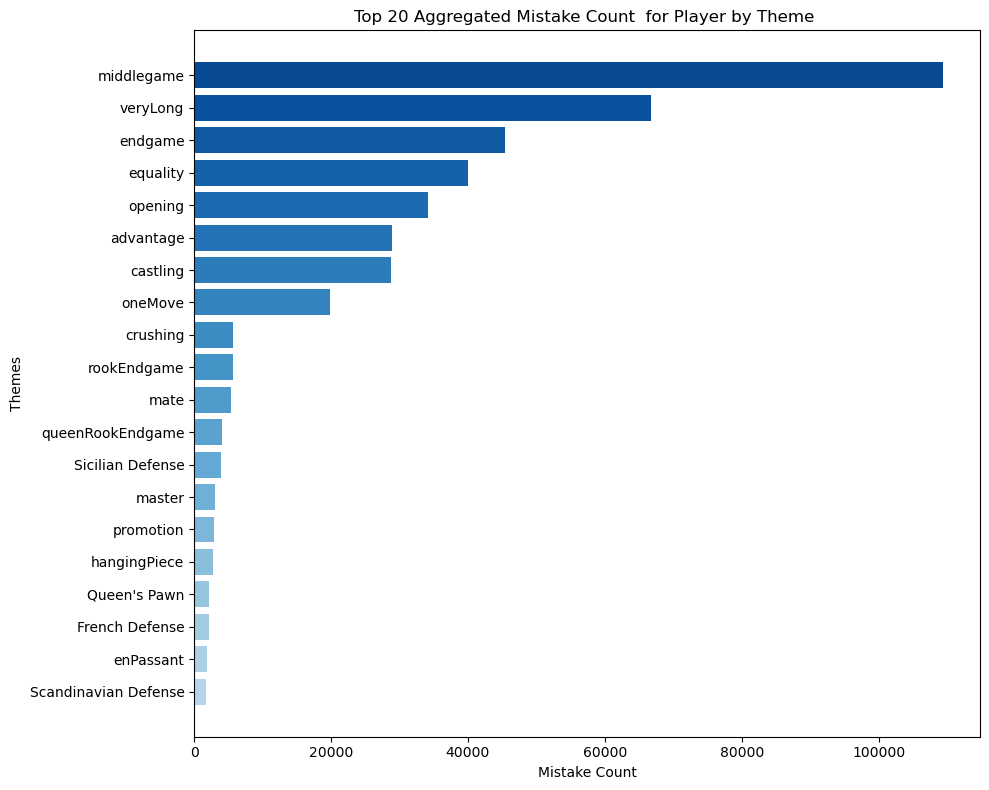 Top 20 Aggregated Mistake Count  for Player by Theme
middlegame
veryLong
endgame
equality
opening
advantage
castling
oneMove
crushing
rookEndgame
mate
queenRookEndgame
Sicilian Defense
master
promotion
hangingPiece
Queen's Pawn
French Defense
enPassant
Scandinavian Defense
Themes
0 20000 40000 60000 80000 100000
Mistake Count